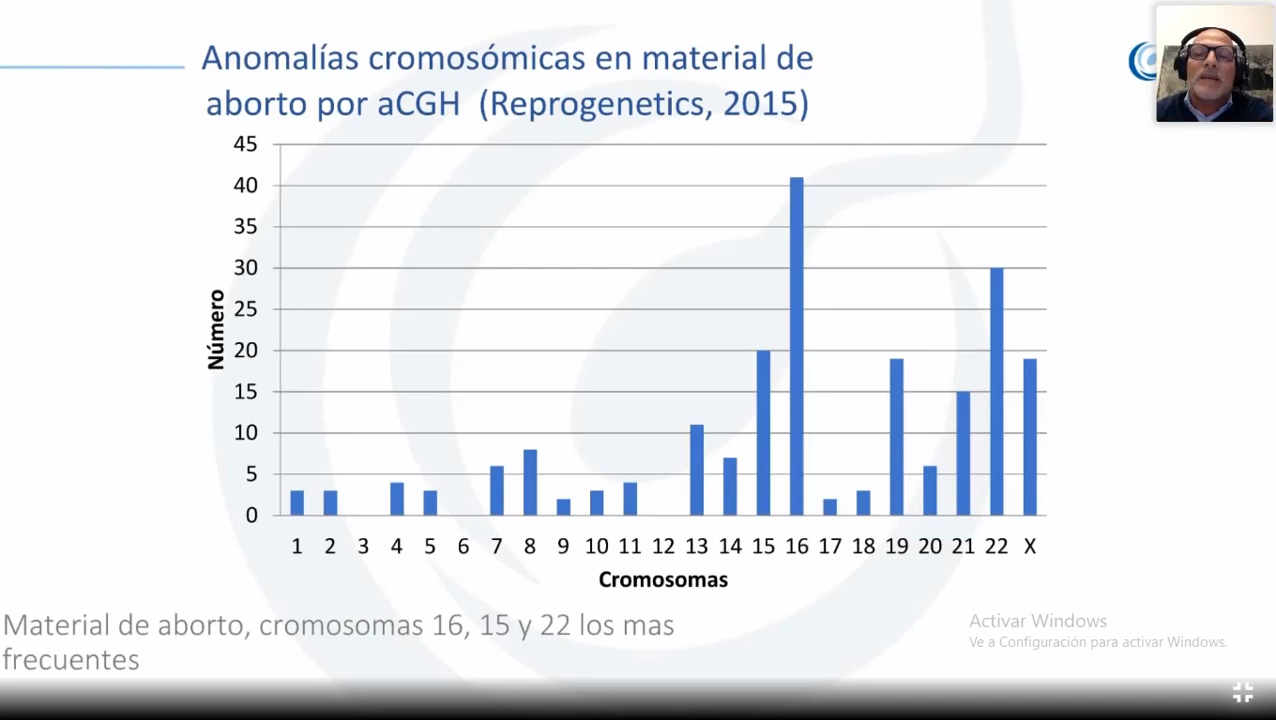 Anomalías cromosómicas en material de
aborto por aCGH (Reprogenetics, 2015)
45
40
35
30
25
20
15
10
5
0
Número
1 2 3 4 5 6 7 8 9 10 11 12 13 14 15 16 17 18 19 20 21 22 X
Cromosomas
Material de aborto, cromosomas 16, 15 y 22 los mas
frecuentes
Activar Windows
Ve a Configuración para activar Windows.